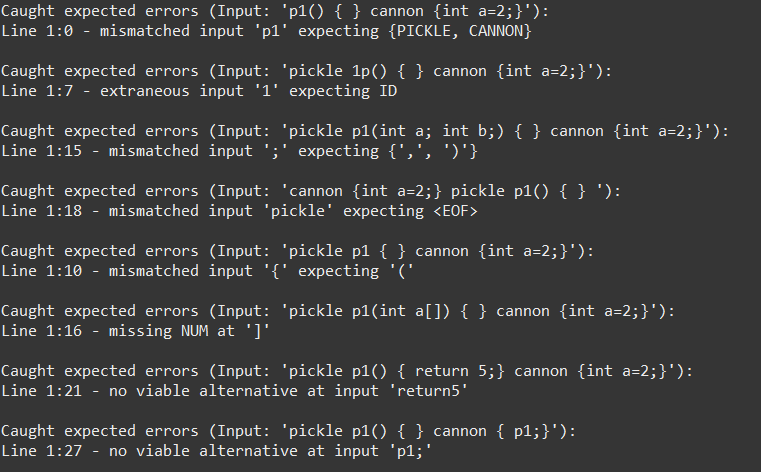 Caught expected errors (Input: 'p1() { } cannon {int a=2;}'):
Line 1:0 - mismatched input 'p1' expecting {PICKLE, CANNON}
Caught expected errors (Input: 'pickle 1p() { } cannon {int a=2;}'):
Line 1:7 - extraneous input '1' expecting ID
Caught expected errors (Input: 'pickle p1(int a; int b;) { } cannon {int a=2;}'):
Line 1:15 - mismatched input ';' expecting {',', ')'}
Caught expected errors (Input: 'cannon {int a=2;} pickle p1() { } '):
Line 1:18 - mismatched input 'pickle' expecting <EOF>
Caught expected errors (Input: 'pickle p1 { } cannon {int a=2;}'):
Line 1:10 - mismatched input '{' expecting '('
Caught expected errors (Input: 'pickle p1(int a[]) { } cannon {int a=2;}'):
Line 1:16 - missing NUM at ']'
Caught expected errors (Input: 'pickle p1() { return 5;} cannon {int a=2;}'):
Line 1:21 - no viable alternative at input 'return5'
Caught expected errors (Input: 'pickle p1() { } cannon { p1;}'):
Line 1:27 - no viable alternative at input 'p1;'